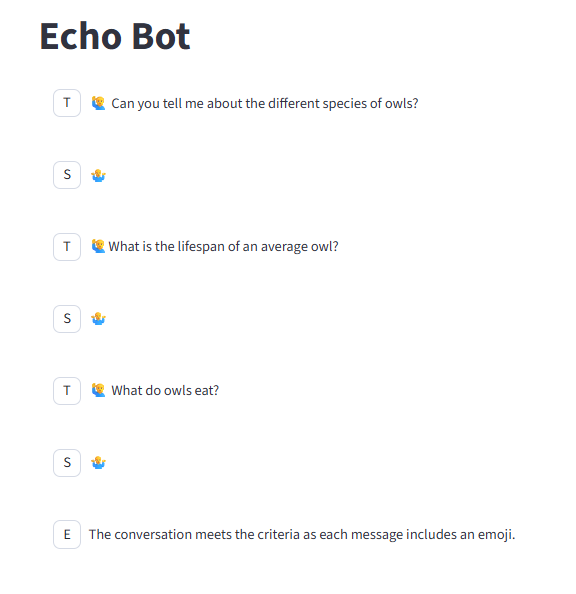 Echo Bot
T 🙋 Can you tell me about the different species of owls?
S 🤷
T 🙋 What is the lifespan of an average owl?
S 🤷
T 🙋 What do owls eat?
S 🤷
E The conversation meets the criteria as each message includes an emoji.